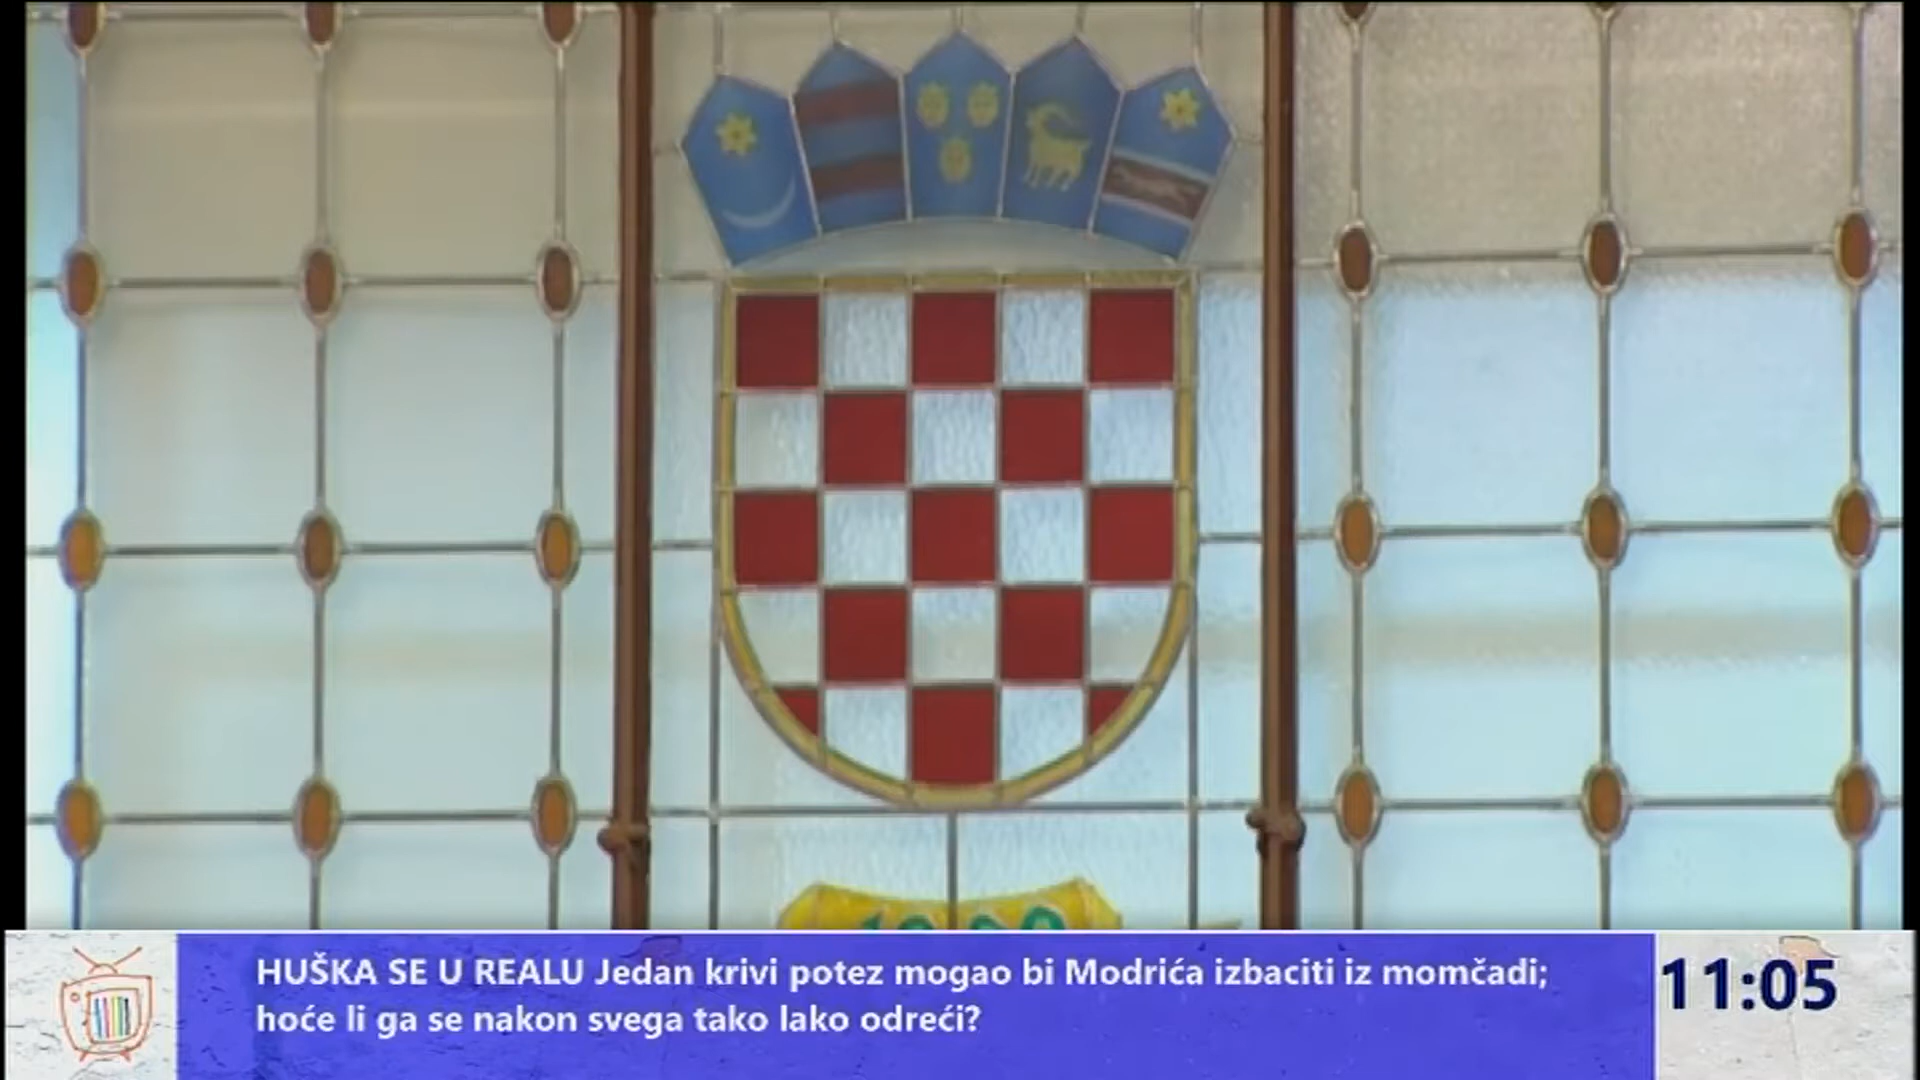 HUŠKA SE U REALU Jedan krivi potez mogao bi Modrića izbaciti iz momčadi;
hoće li ga se nakon svega tako lako odreći?
11:05